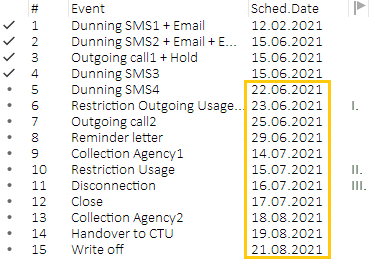 # Event Sched.Date
1 Dunning SMS1 + Email 12.02.2021
2 Dunning SMS2 + Email + E... 15.06.2021
3 Outgoing call1 + Hold 15.06.2021
4 Dunning SMS3 15.06.2021
5 Dunning SMS4 22.06.2021
6 Restriction Outgoing Usage... 23.06.2021 I.
7 Outgoing call2 25.06.2021
8 Reminder letter 29.06.2021
9 Collection Agency1 14.07.2021
10 Restriction Usage 15.07.2021 II.
11 Disconnection 16.07.2021 III.
12 Close 17.07.2021
13 Collection Agency2 18.08.2021
14 Handover to CTU 19.08.2021
15 Write off 21.08.2021